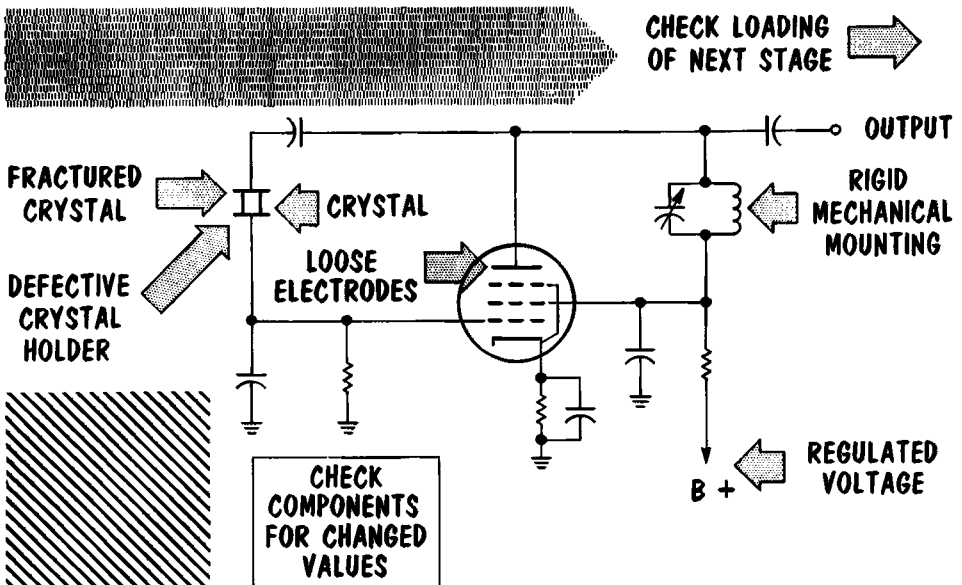 CHECK LOADING
OF NEXT STAGE
OUTPUT
FRACTURED
CRYSTAL
CRYSTAL
RIGID
MECHANICAL
MOUNTING
LOOSE
ELECTRODES
DEFECTIVE
CRYSTAL
HOLDER
REGULATED
VOLTAGE
B +
CHECK
COMPONENTS
FOR CHANGED
VALUES